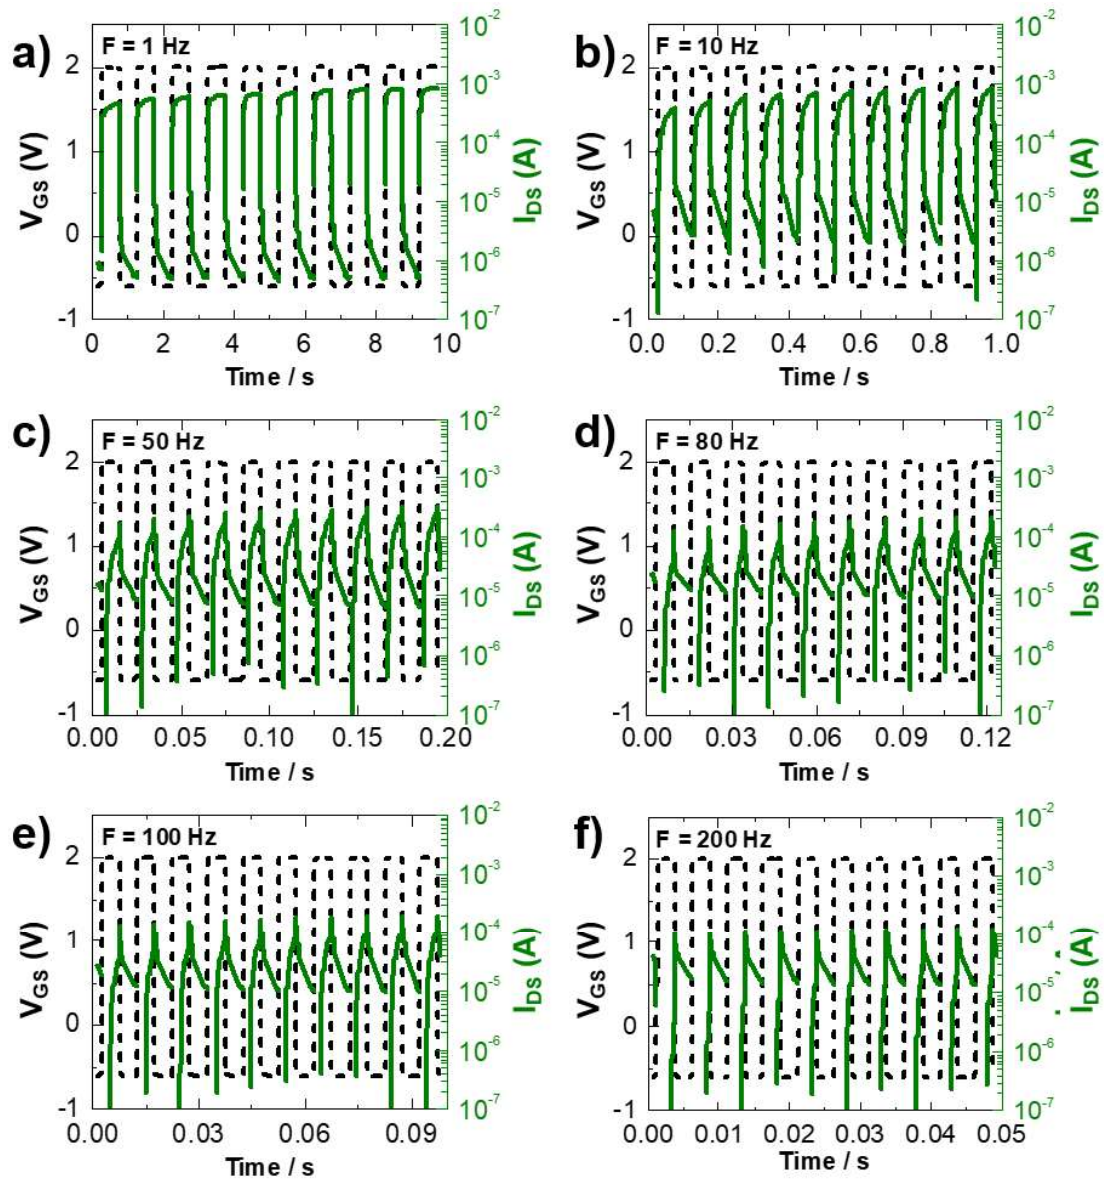 a)
F = 1 Hz
V_GS (V)
2
1
0
-1
0 2 4 6 8 10
Time / s
10⁻²
10⁻³
10⁻⁴
10⁻⁵
10⁻⁶
10⁻⁷
I_DS (A)
b)
F = 10 Hz
V_GS (V)
2
1
0
-1
0.0 0.2 0.4 0.6 0.8 1.0
Time / s
10⁻²
10⁻³
10⁻⁴
10⁻⁵
10⁻⁶
10⁻⁷
I_DS (A)
c)
F = 50 Hz
V_GS (V)
2
1
0
-1
0.00 0.05 0.10 0.15 0.20
Time / s
10⁻²
10⁻³
10⁻⁴
10⁻⁵
10⁻⁶
10⁻⁷
I_DS (A)
d)
F = 80 Hz
V_GS (V)
2
1
0
-1
0.00 0.03 0.06 0.09 0.12
Time / s
10⁻²
10⁻³
10⁻⁴
10⁻⁵
10⁻⁶
10⁻⁷
I_DS (A)
e)
F = 100 Hz
V_GS (V)
2
1
0
-1
0.00 0.03 0.06 0.09
Time / s
10⁻²
10⁻³
10⁻⁴
10⁻⁵
10⁻⁶
10⁻⁷
I_DS (A)
f)
F = 200 Hz
V_GS (V)
2
1
0
-1
0.00 0.01 0.02 0.03 0.04 0.05
Time / s
10⁻²
10⁻³
10⁻⁴
10⁻⁵
10⁻⁶
10⁻⁷
I_DS (A)